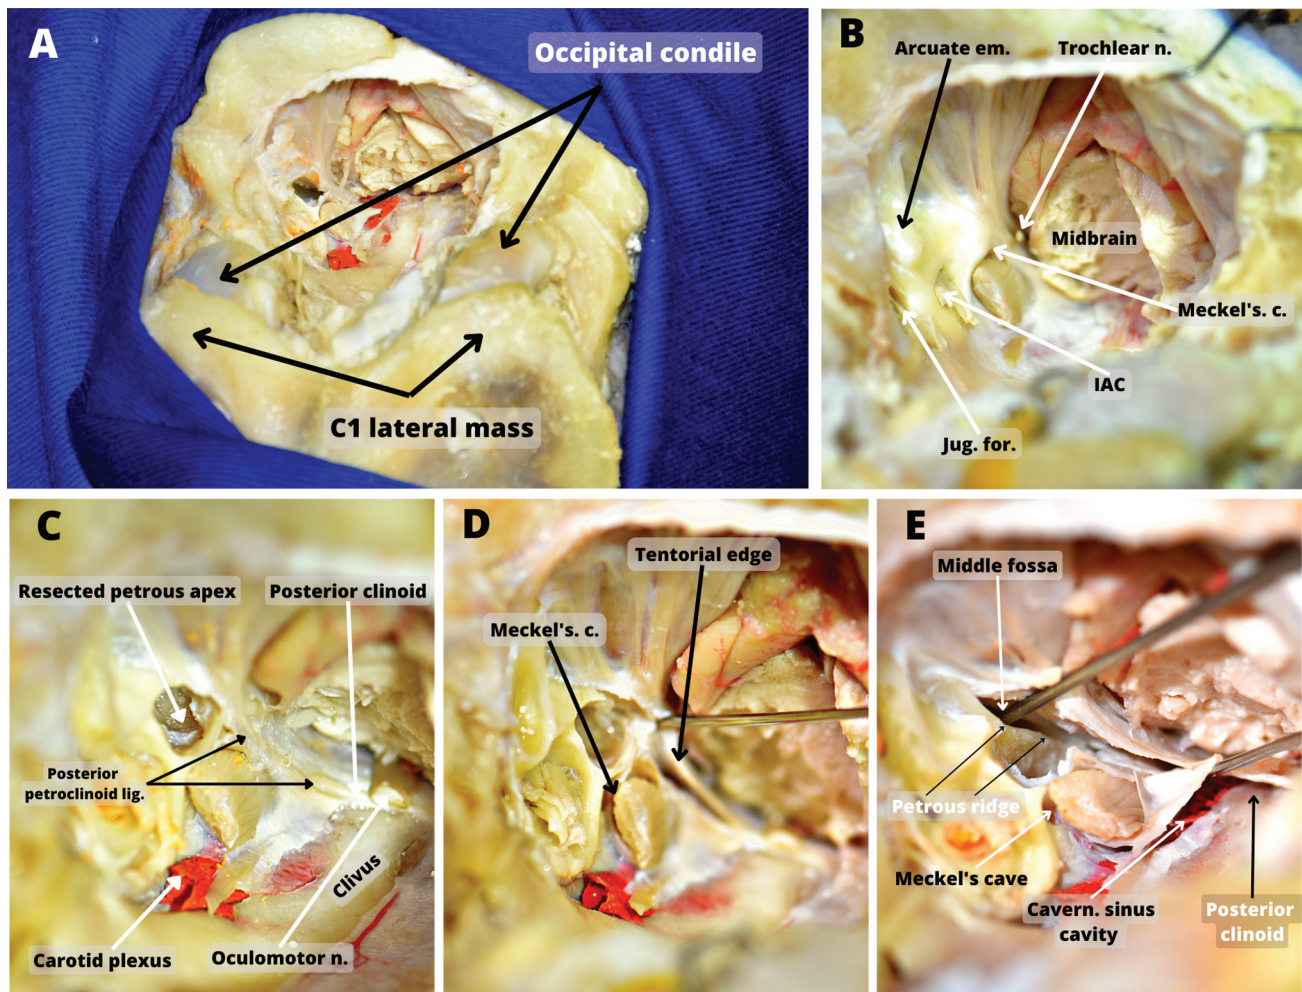 A
Occipital condile
C1 lateral mass
B
Arcuate em.
Trochlear n.
Midbrain
Meckel's. c.
IAC
Jug. for.
C
Resected petrous apex
Posterior clinoid
Posterior
petroclinoid lig.
Clivus
Carotid plexus
Oculomotor n.
D
Tentorial edge
Meckel's. c.
E
Middle fossa
Petrous ridge
Meckel's cave
Cavern. sinus
cavity
Posterior
clinoid